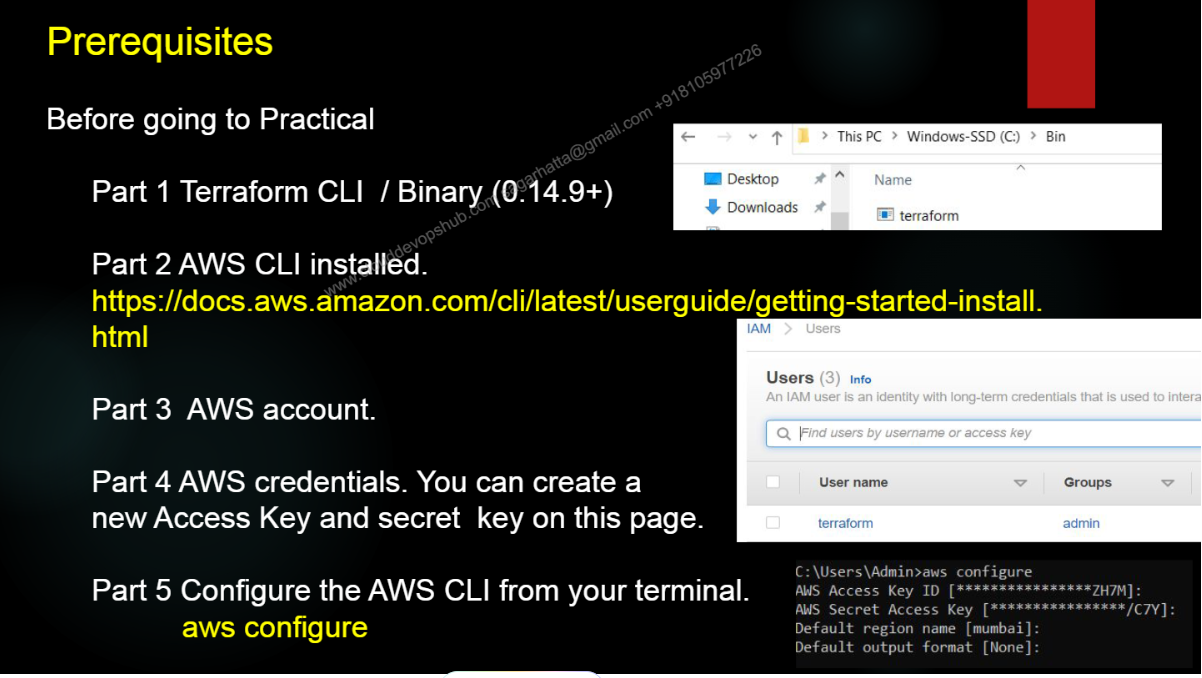 Prerequisites
Before going to Practical
Part 1 Terraform CLI / Binary (0.14.9+)
Part 2 AWS CLI installed.
https://docs.aws.amazon.com/cli/latest/userguide/getting-started-install.
html
Part 3 AWS account.
Part 4 AWS credentials. You can create a
new Access Key and secret key on this page.
Part 5 Configure the AWS CLI from your terminal.
aws configure
This PC > Windows-SSD (C:) > Bin
Desktop
Downloads
Name
terraform
IAM > Users
Users (3) Info
An IAM user is an identity with long-term credentials that is used to intera
Find users by username or access key
User name Groups
terraform admin
C:\Users\Admin>aws configure
AWS Access Key ID [****************ZH7M]:
AWS Secret Access Key [****************/C7Y]:
Default region name [mumbai]:
Default output format [None]:
+918105977226